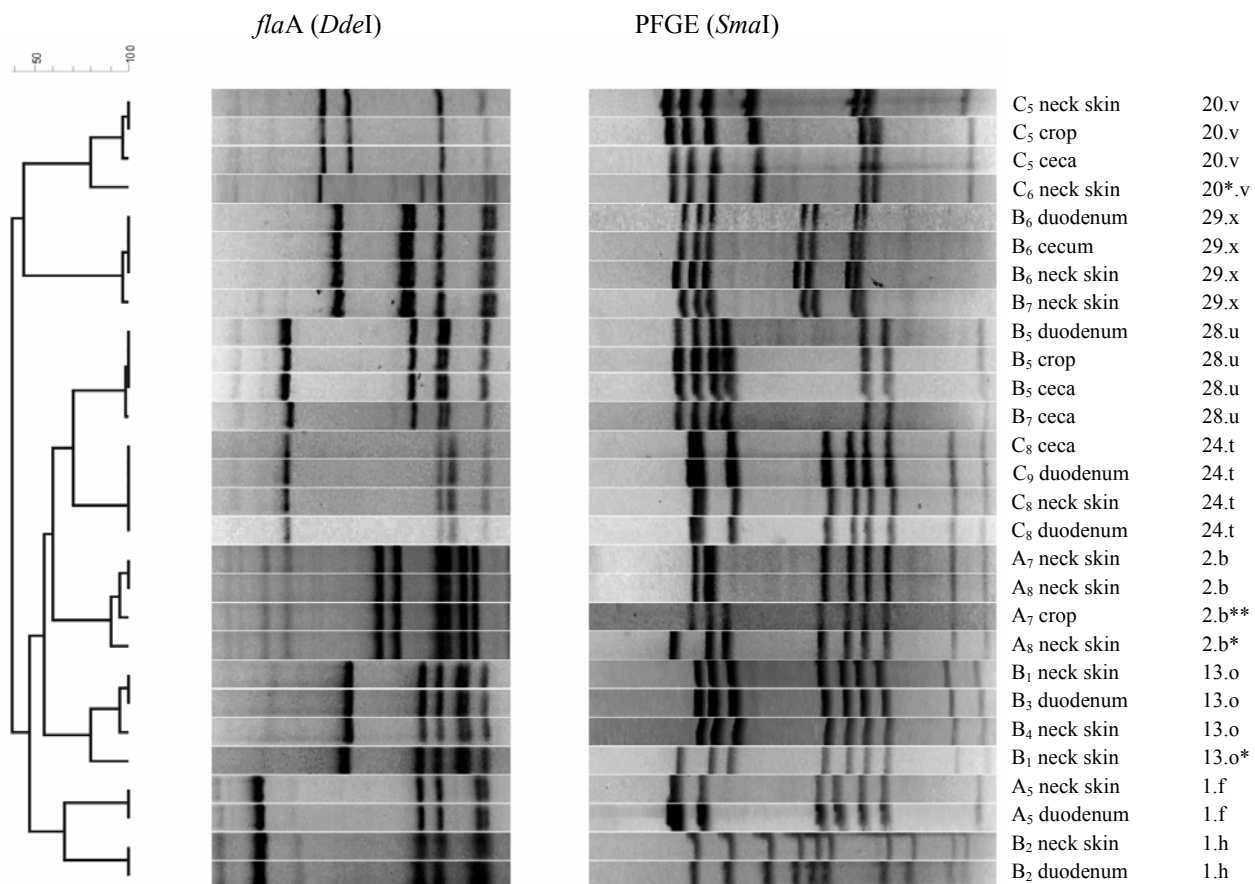 flaA (DdeI) PFGE (SmaI)
50 100
C₅ neck skin 20.v
C₅ crop 20.v
C₅ ceca 20.v
C₆ neck skin 20*.v
B₆ duodenum 29.x
B₆ cecum 29.x
B₆ neck skin 29.x
B₇ neck skin 29.x
B₅ duodenum 28.u
B₅ crop 28.u
B₅ ceca 28.u
B₇ ceca 28.u
C₈ ceca 24.t
C₉ duodenum 24.t
C₈ neck skin 24.t
C₈ duodenum 24.t
A₇ neck skin 2.b
A₈ neck skin 2.b
A₇ crop 2.b**
A₈ neck skin 2.b*
B₁ neck skin 13.o
B₃ duodenum 13.o
B₄ neck skin 13.o
B₁ neck skin 13.o*
A₅ neck skin 1.f
A₅ duodenum 1.f
B₂ neck skin 1.h
B₂ duodenum 1.h